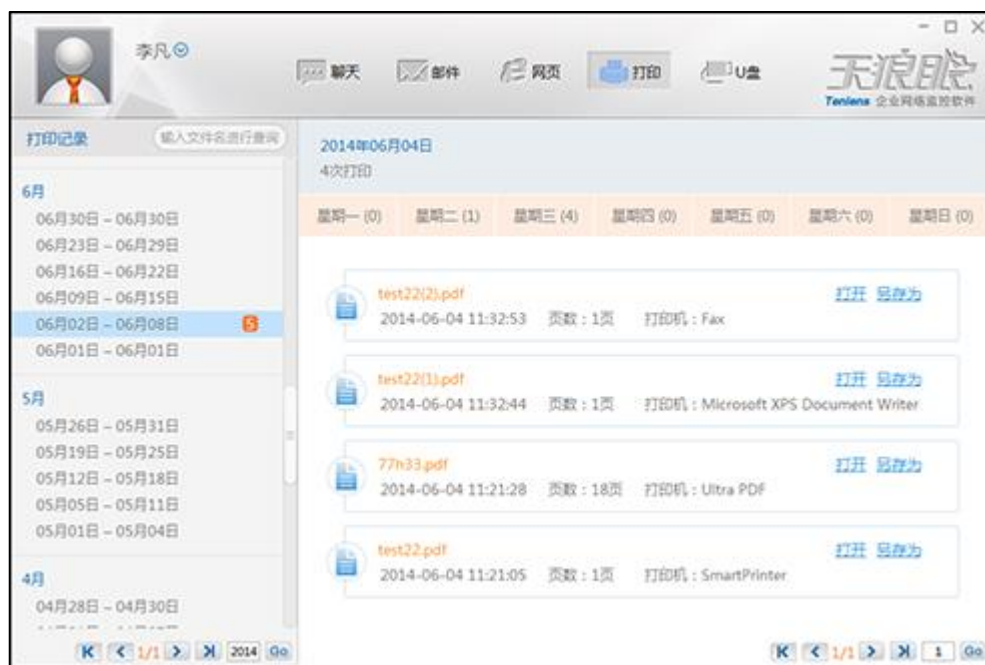 李凡
聊天 邮件 网页 打印 U盘
天浪眼
Tenlens 企业网络监控软件
打印记录 输入文件名进行查询
6月
06月30日 – 06月30日
06月23日 – 06月29日
06月16日 – 06月22日
06月09日 – 06月15日
06月02日 – 06月08日 5
06月01日 – 06月01日
5月
05月26日 – 05月31日
05月19日 – 05月25日
05月12日 – 05月18日
05月05日 – 05月11日
05月01日 – 05月04日
4月
04月28日 – 04月30日
1/1 2014 Go
2014年06月04日
4次打印
星期一 (0) 星期二 (1) 星期三 (4) 星期四 (0) 星期五 (0) 星期六 (0) 星期日 (0)
test22(2).pdf 打开 另存为
2014-06-04 11:32:53 页数：1页 打印机：Fax
test22(1).pdf 打开 另存为
2014-06-04 11:32:44 页数：1页 打印机：Microsoft XPS Document Writer
77h33.pdf 打开 另存为
2014-06-04 11:21:28 页数：18页 打印机：Ultra PDF
test22.pdf 打开 另存为
2014-06-04 11:21:05 页数：1页 打印机：SmartPrinter
1/1 1 Go